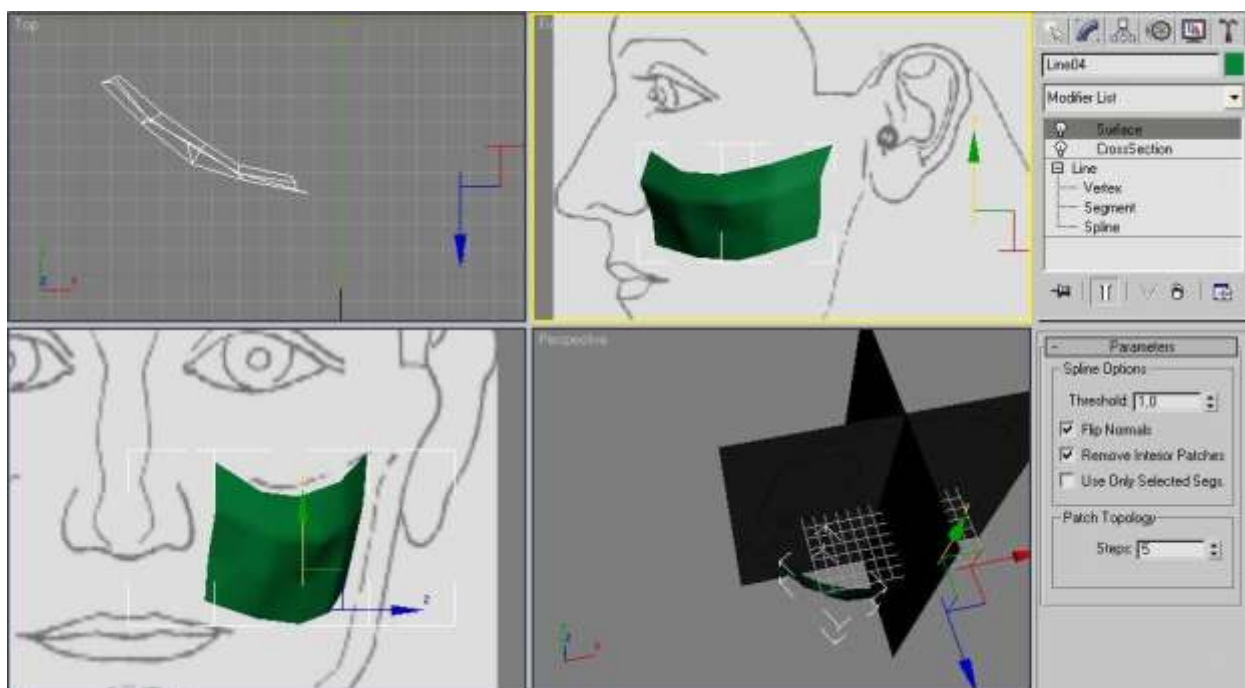 Top
Line04
Modifier List
Surface
CrossSection
Line
Vertex
Segment
Spline
Perspective
- Parameters
Spline Options
Threshold: 1.0
Flip Normals
Remove Interior Patches
Use Only Selected Segs.
Patch Topology
Steps: 5
z
x
z
x